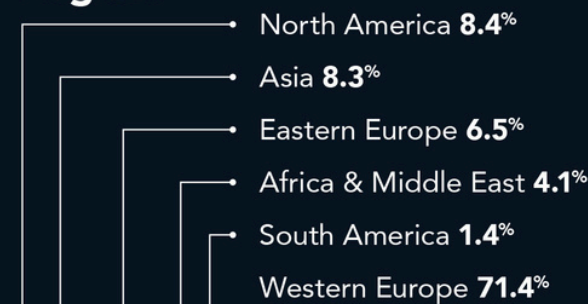 North America 8.4%
Asia 8.3%
Eastern Europe 6.5%
Africa & Middle East 4.1%
South America 1.4%
Western Europe 71.4%